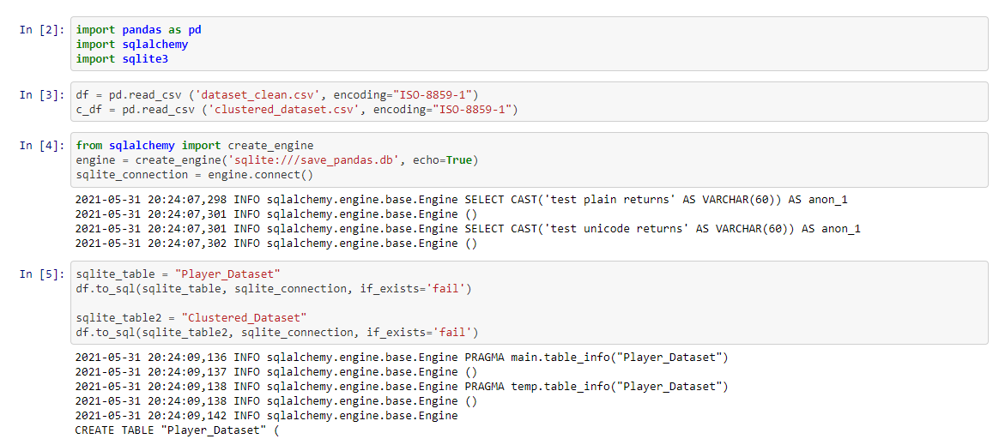 In [2]: import pandas as pd
import sqlalchemy
import sqlite3
In [3]: df = pd.read_csv ('dataset_clean.csv', encoding="ISO-8859-1")
c_df = pd.read_csv ('clustered_dataset.csv', encoding="ISO-8859-1")
In [4]: from sqlalchemy import create_engine
engine = create_engine('sqlite:///save_pandas.db', echo=True)
sqlite_connection = engine.connect()
2021-05-31 20:24:07,298 INFO sqlalchemy.engine.base.Engine SELECT CAST('test plain returns' AS VARCHAR(60)) AS anon_1
2021-05-31 20:24:07,301 INFO sqlalchemy.engine.base.Engine ()
2021-05-31 20:24:07,301 INFO sqlalchemy.engine.base.Engine SELECT CAST('test unicode returns' AS VARCHAR(60)) AS anon_1
2021-05-31 20:24:07,302 INFO sqlalchemy.engine.base.Engine ()
In [5]: sqlite_table = "Player_Dataset"
df.to_sql(sqlite_table, sqlite_connection, if_exists='fail')
sqlite_table2 = "Clustered_Dataset"
df.to_sql(sqlite_table2, sqlite_connection, if_exists='fail')
2021-05-31 20:24:09,136 INFO sqlalchemy.engine.base.Engine PRAGMA main.table_info("Player_Dataset")
2021-05-31 20:24:09,137 INFO sqlalchemy.engine.base.Engine ()
2021-05-31 20:24:09,138 INFO sqlalchemy.engine.base.Engine PRAGMA temp.table_info("Player_Dataset")
2021-05-31 20:24:09,138 INFO sqlalchemy.engine.base.Engine ()
2021-05-31 20:24:09,142 INFO sqlalchemy.engine.base.Engine
CREATE TABLE "Player_Dataset" (